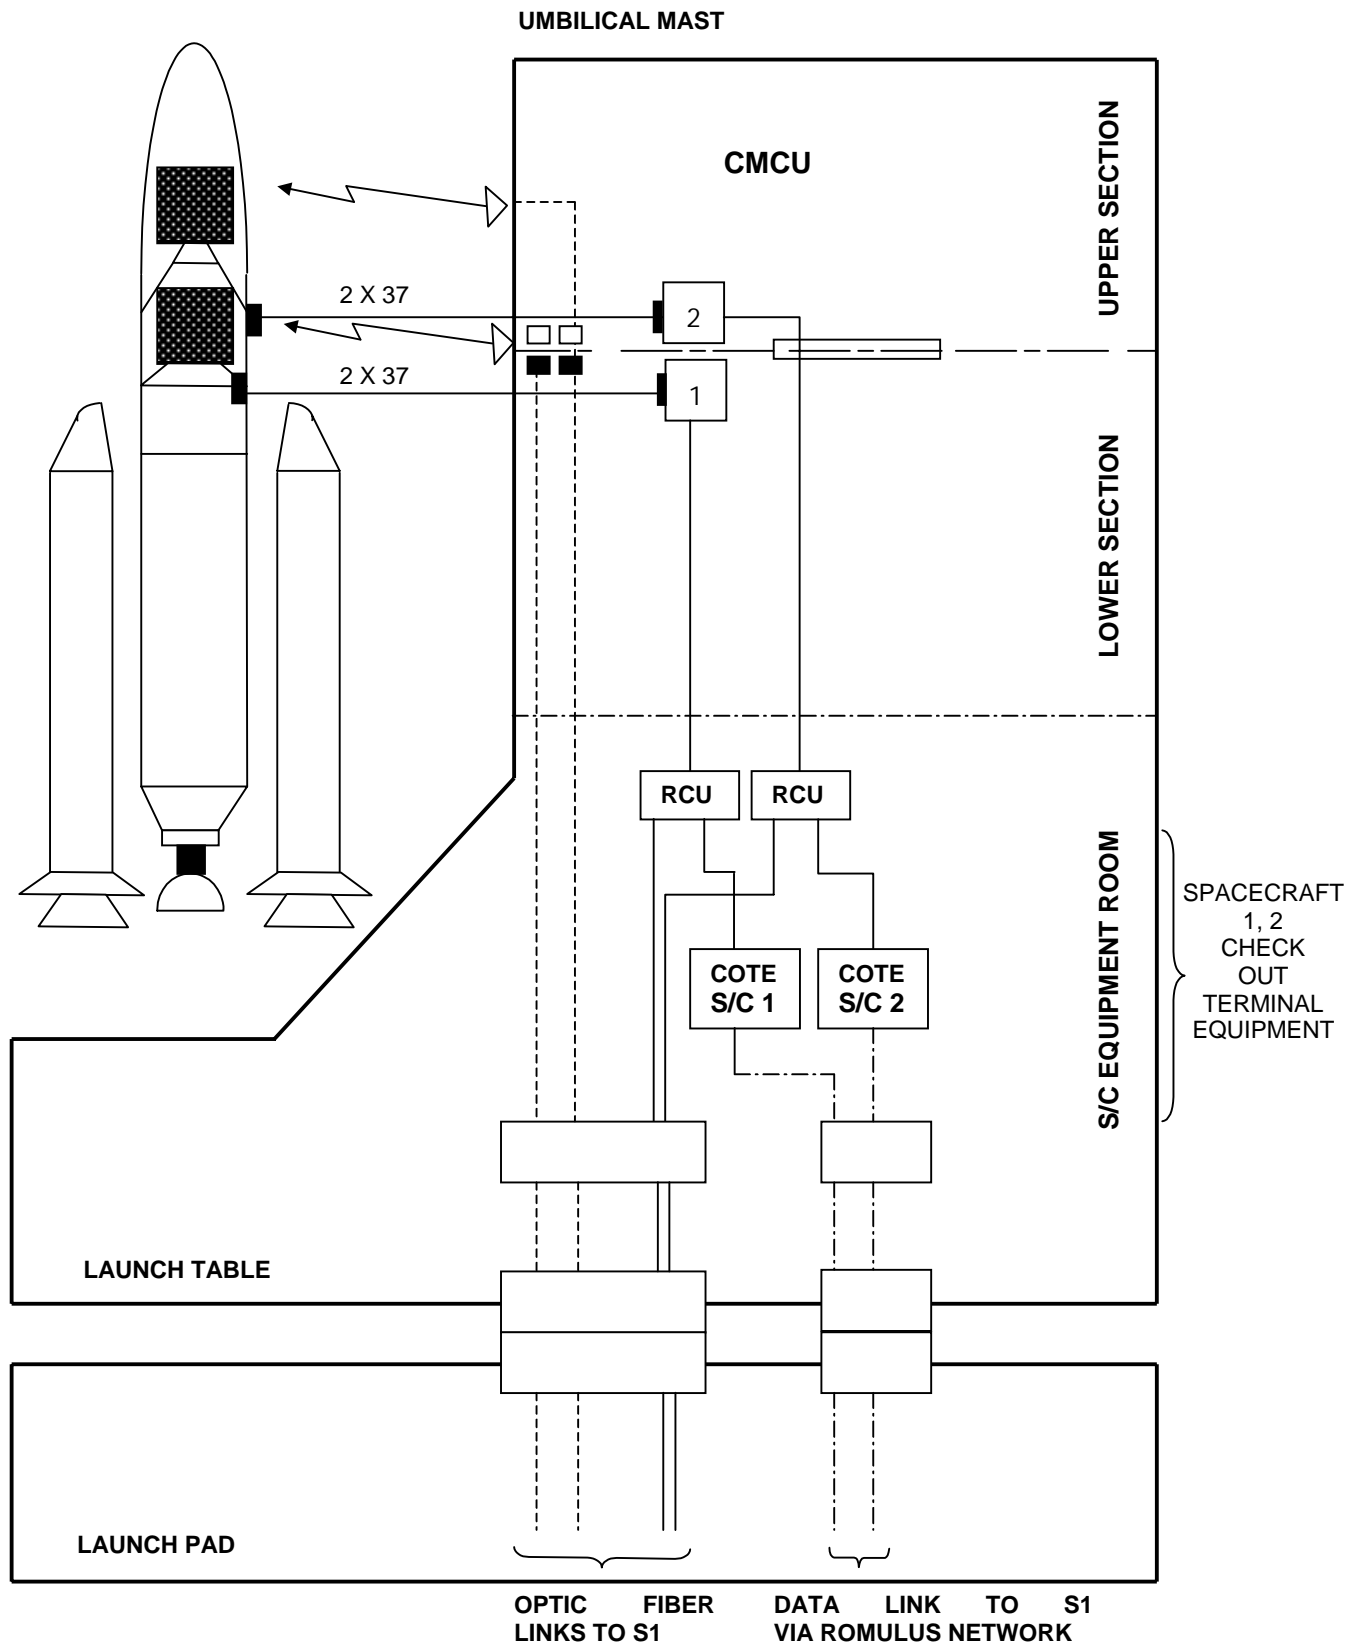 UMBILICAL MAST
CMCU
UPPER SECTION
2 X 37
2
2 X 37
1
LOWER SECTION
RCU
RCU
S/C EQUIPMENT ROOM
SPACECRAFT
1, 2
CHECK
OUT
TERMINAL
EQUIPMENT
COTE
S/C 1
COTE
S/C 2
LAUNCH TABLE
LAUNCH PAD
OPTIC FIBER
LINKS TO S1
DATA LINK TO S1
VIA ROMULUS NETWORK